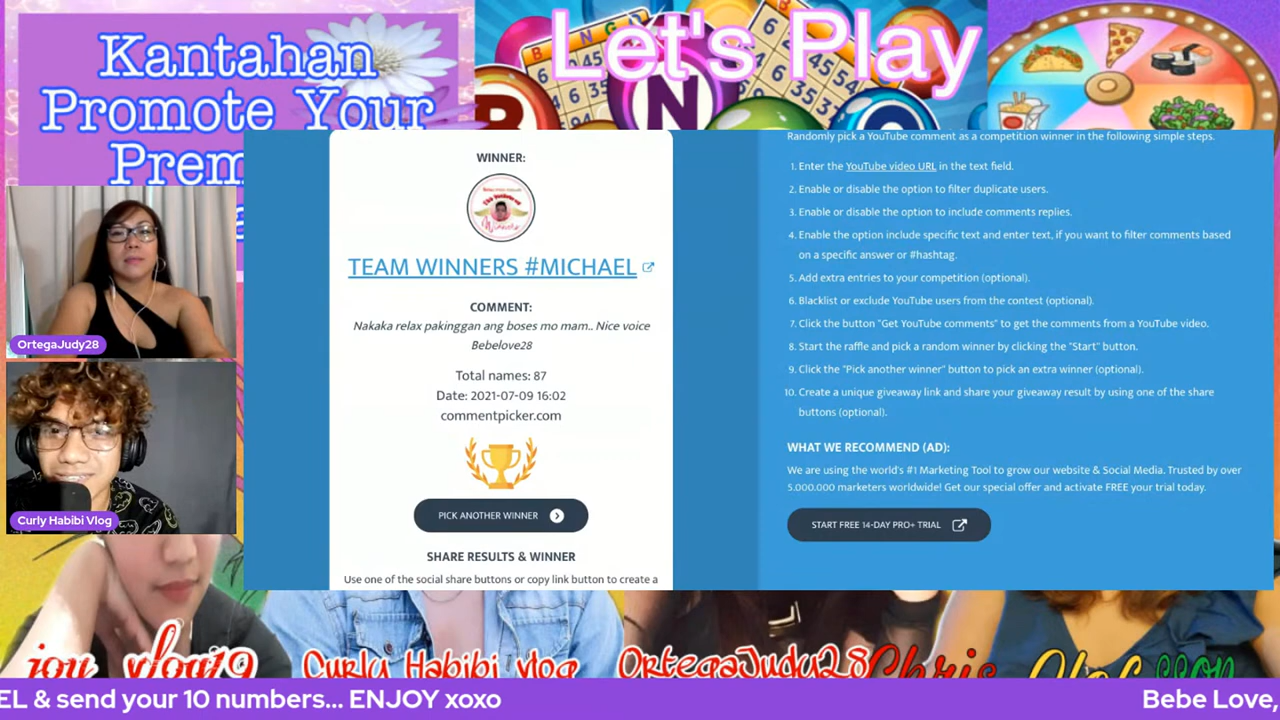 Kantahan
Promote Your
Prem
Let's Play
B I N G
N
OrtegaJudy28
Curly Habibi Vlog
WINNER:
Winners
TEAM WINNERS #MICHAEL
COMMENT:
Nakaka relax pakinggan ang boses mo mam.. Nice voice
Bebelove28
Total names: 87
Date: 2021-07-09 16:02
commentpicker.com
PICK ANOTHER WINNER
SHARE RESULTS & WINNER
Use one of the social share buttons or copy link button to create a
Randomly pick a YouTube comment as a competition winner in the following simple steps.
1. Enter the YouTube video URL in the text field.
2. Enable or disable the option to filter duplicate users.
3. Enable or disable the option to include comments replies.
4. Enable the option include specific text and enter text, if you want to filter comments based
on a specific answer or #hashtag.
5. Add extra entries to your competition (optional).
6. Blacklist or exclude YouTube users from the contest (optional).
7. Click the button "Get YouTube comments" to get the comments from a YouTube video.
8. Start the raffle and pick a random winner by clicking the "Start" button.
9. Click the "Pick another winner" button to pick an extra winner (optional).
10. Create a unique giveaway link and share your giveaway result by using one of the share
buttons (optional).
WHAT WE RECOMMEND (AD):
We are using the world's #1 Marketing Tool to grow our website & Social Media. Trusted by over
5.000.000 marketers worldwide! Get our special offer and activate FREE your trial today.
START FREE 14-DAY PRO+ TRIAL
jou vlog19
Curly Habibi vlog
OrtegaJudy28
Chris
EL & send your 10 numbers... ENJOY xoxo
Bebe Love,